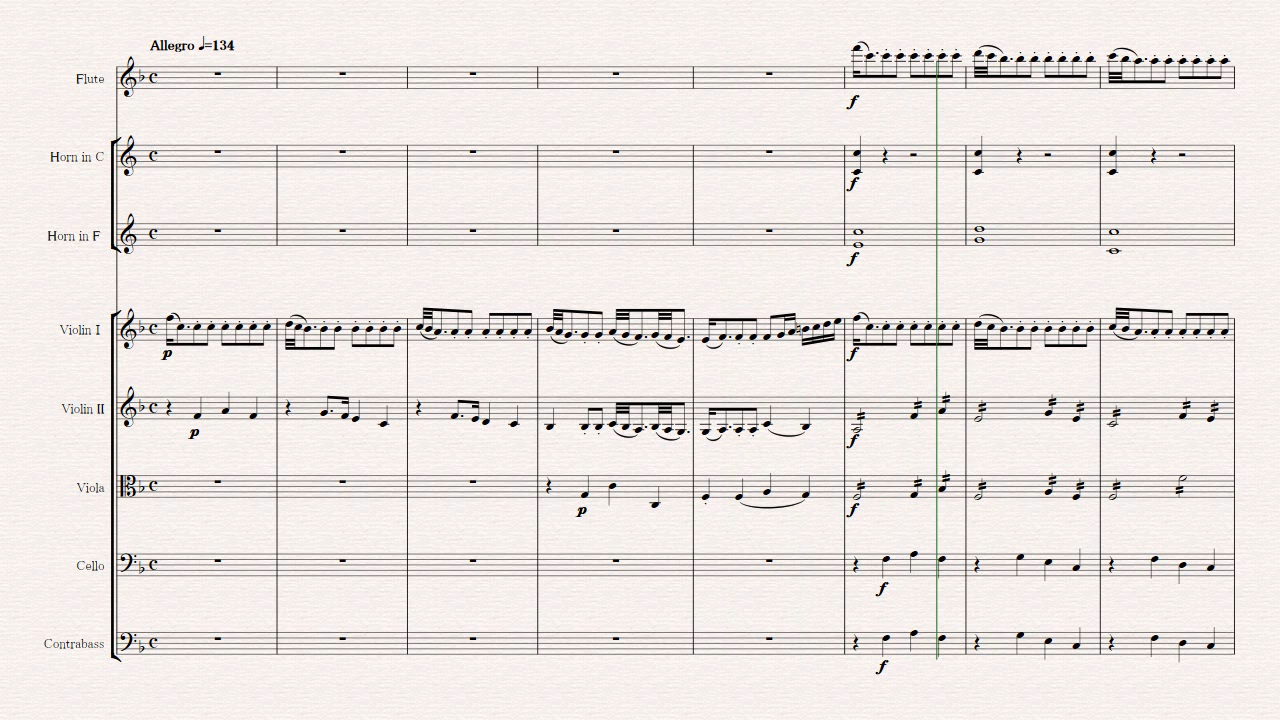 Allegro ♩=134
Flute
f
Horn in C
f
Horn in F
f
Violin I
p
f
Violin II
p
f
Viola
p
f
Cello
f
Contrabass
f